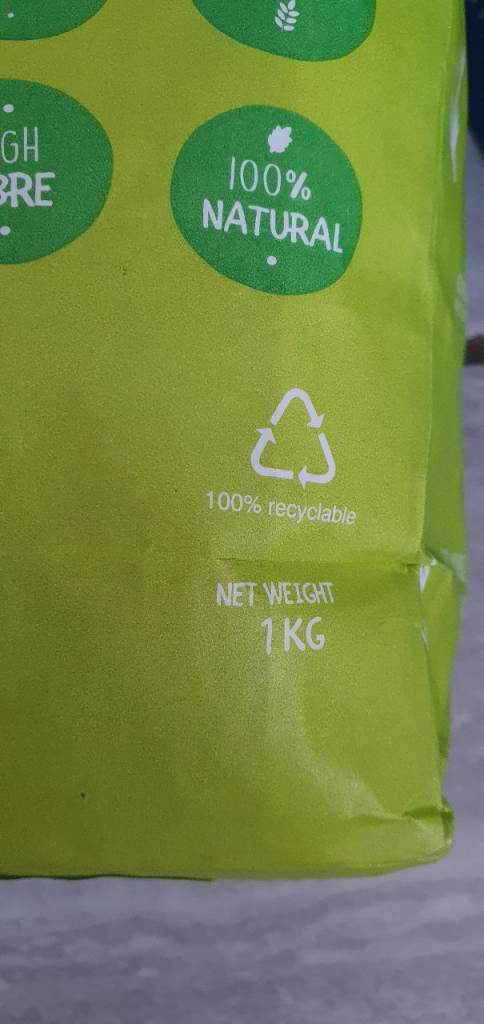 GH
BRE
100%
NATURAL
100% recyclable
NET WEIGHT
1 KG